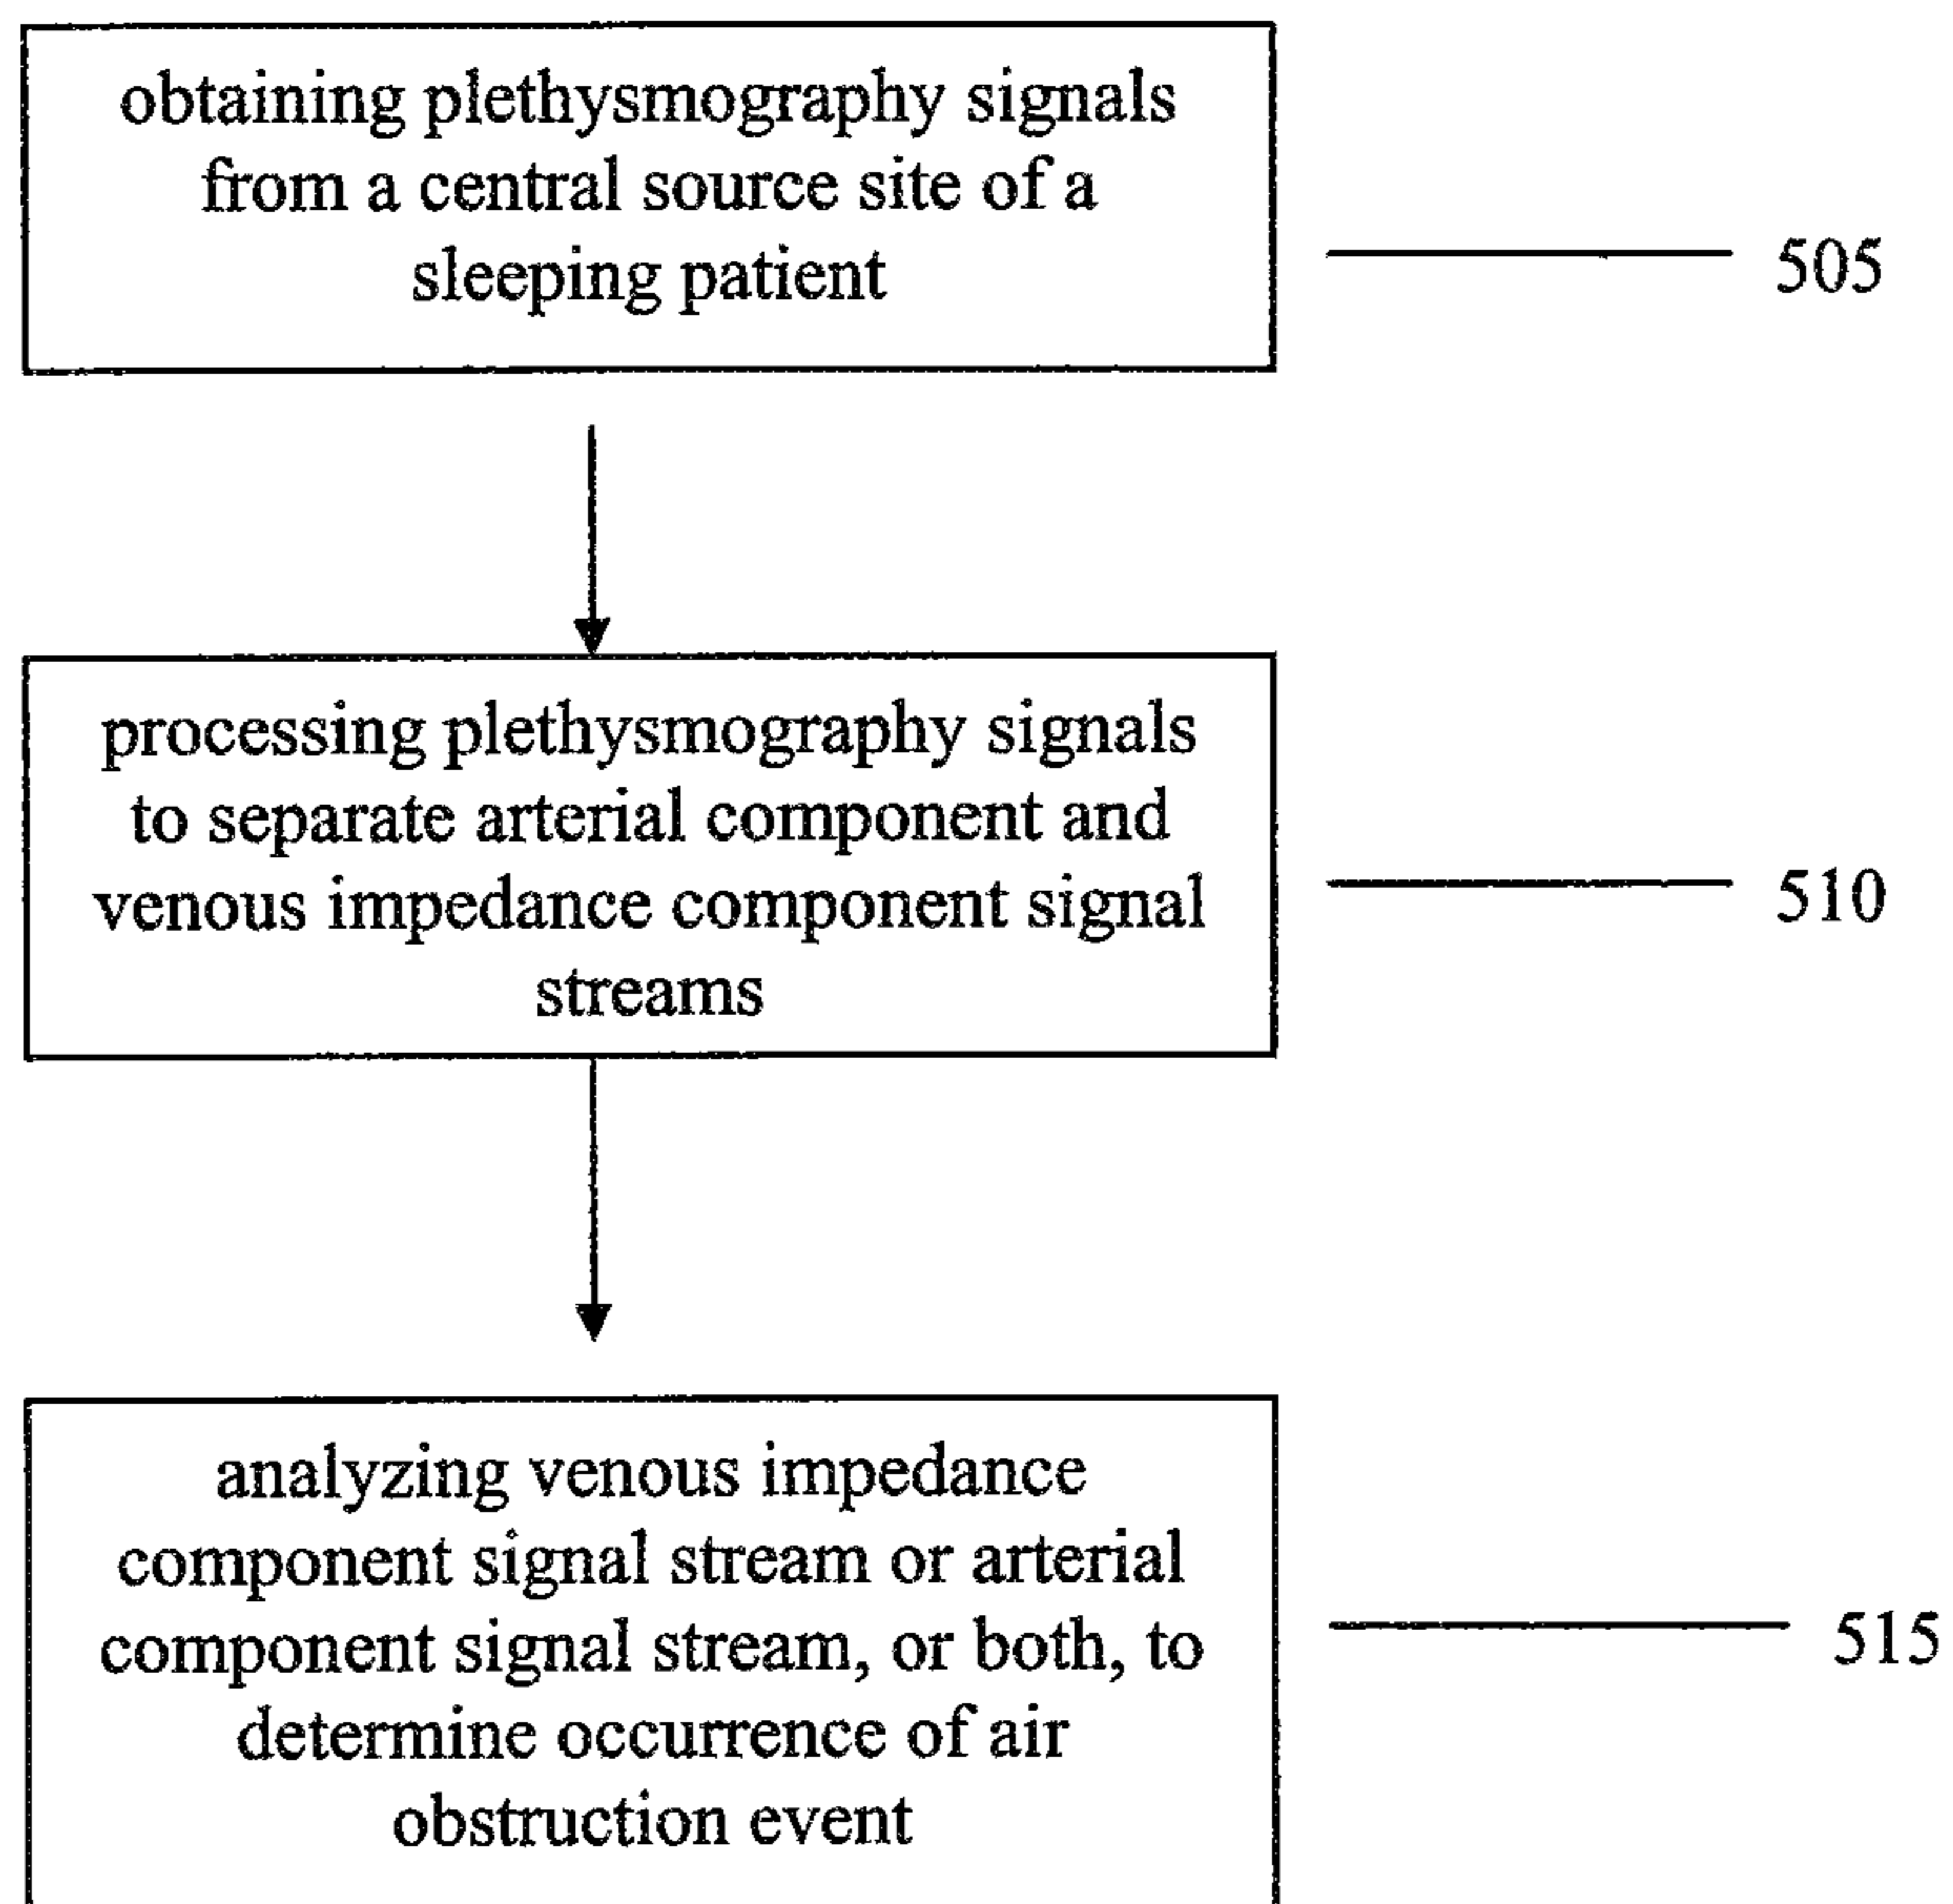 obtaining plethysmography signals
from a central source site of a
sleeping patient
505
processing plethysmography signals
to separate arterial component and
venous impedance component signal
streams
510
analyzing venous impedance
component signal stream or arterial
component signal stream, or both, to
determine occurrence of air
obstruction event
515